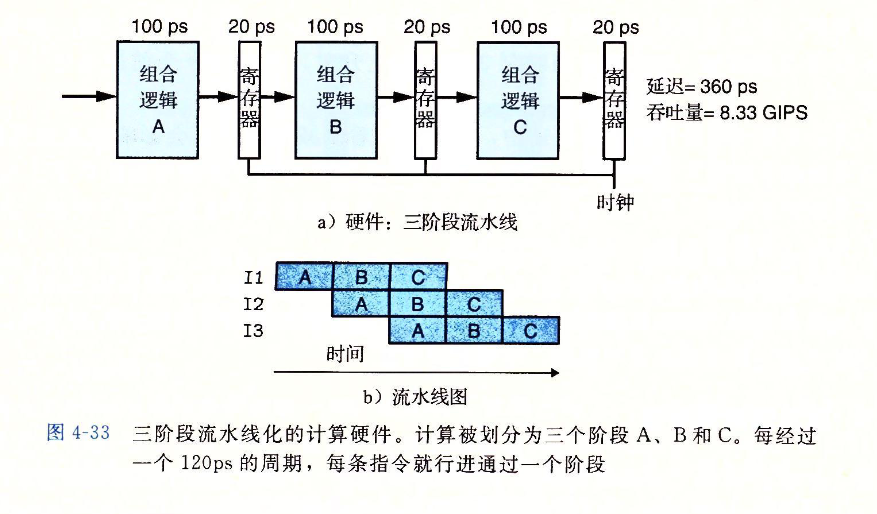 100 ps 20 ps 100 ps 20 ps 100 ps 20 ps
组合逻辑A
寄存器
组合逻辑B
寄存器
组合逻辑C
寄存器
延迟= 360 ps
吞吐量= 8.33 GIPS
时钟
a）硬件：三阶段流水线
I1 A B C
I2 A B C
I3 A B C
时间
b）流水线图
图 4-33 三阶段流水线化的计算硬件。计算被划分为三个阶段 A、B 和 C。每经过
一个 120ps 的周期，每条指令就行进通过一个阶段